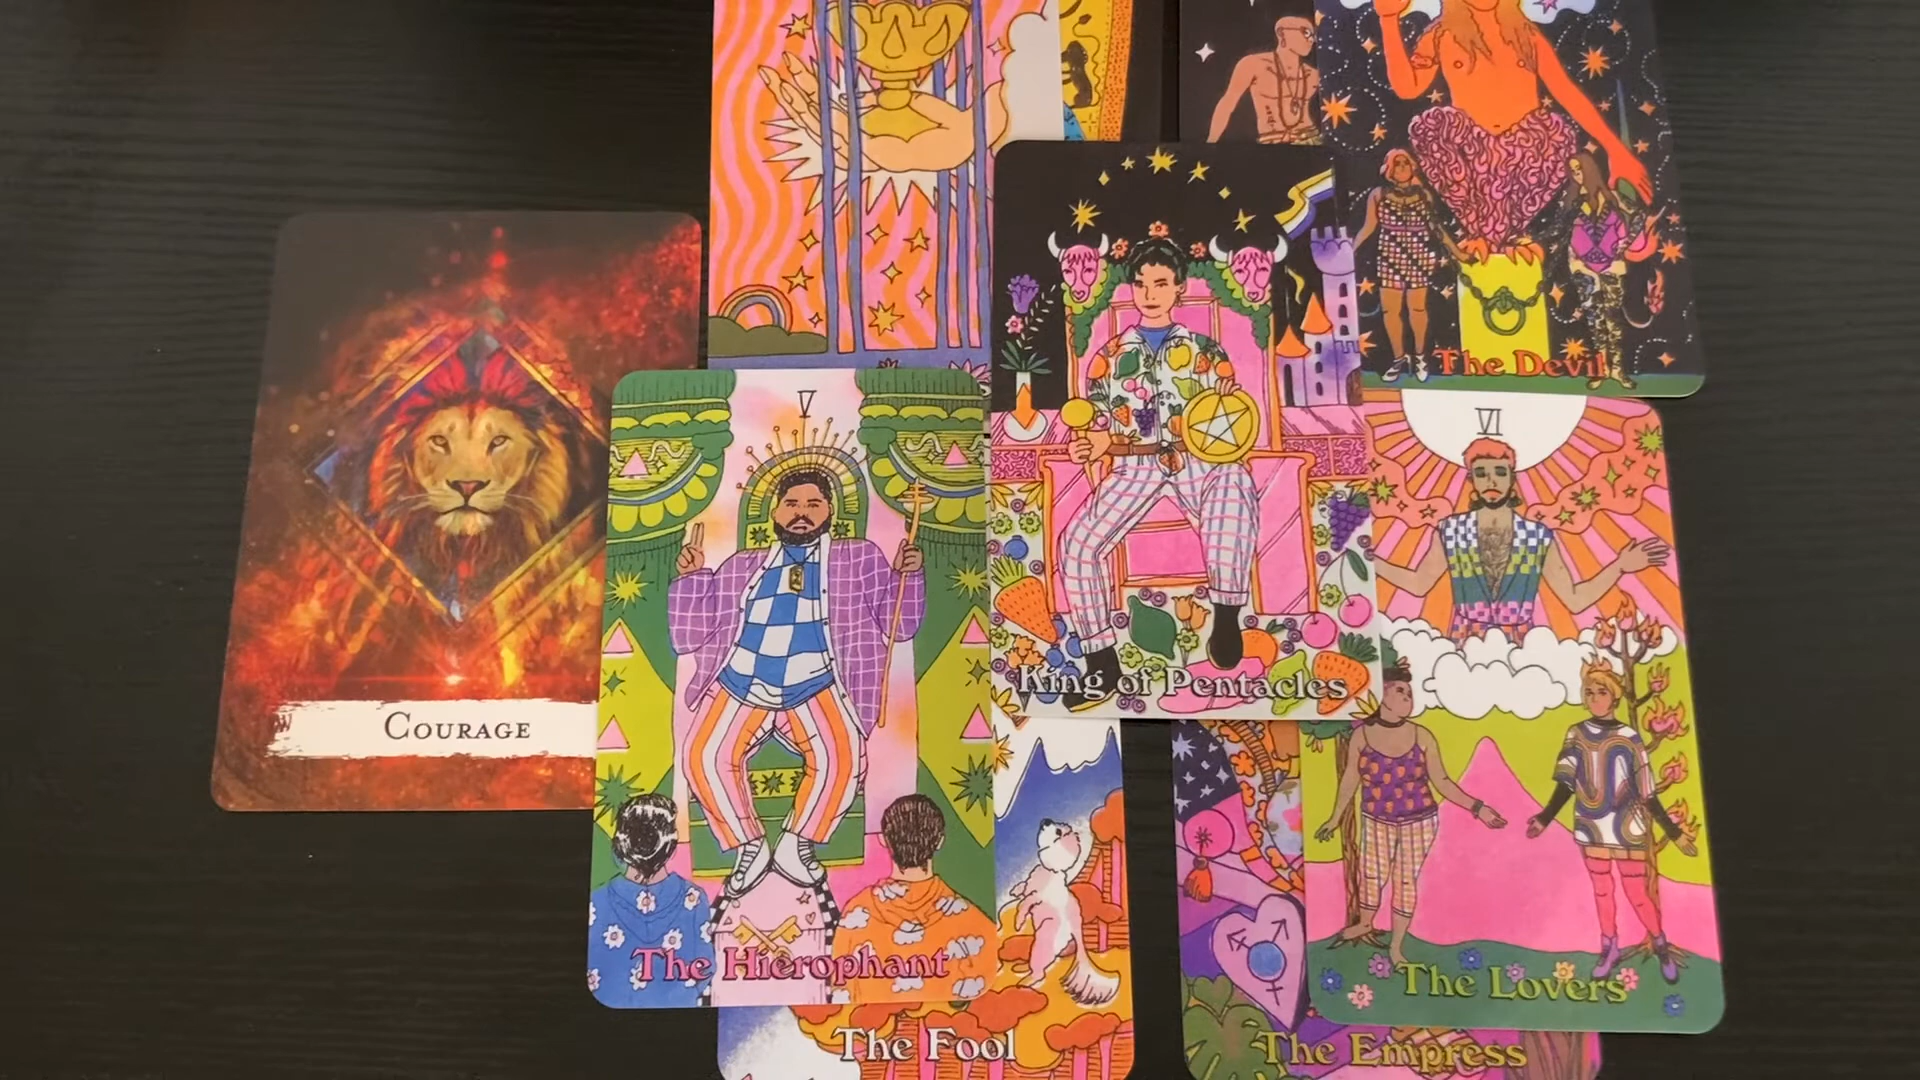 The Devil
V
VI
King of Pentacles
Courage
The Hierophant
The Lovers
The Fool
The Empress